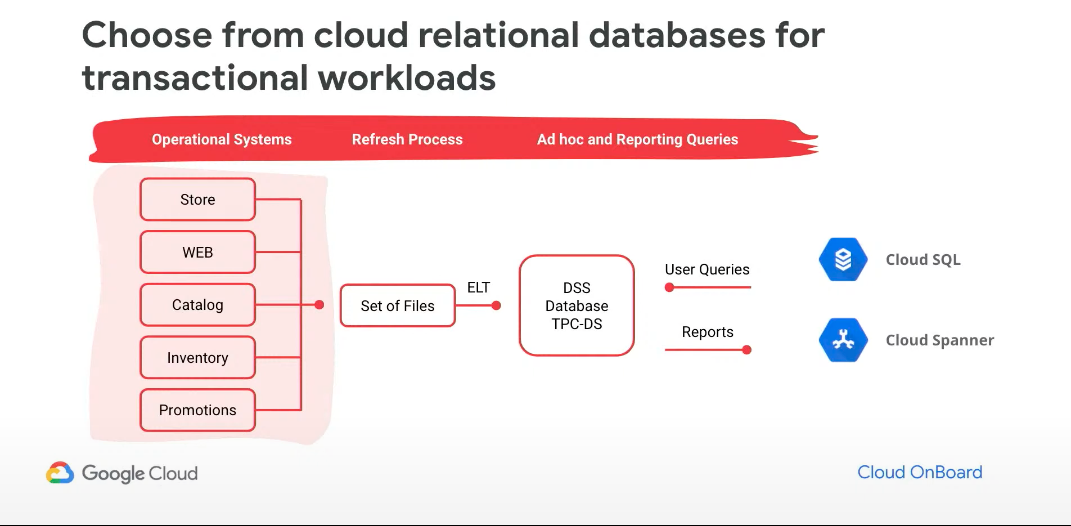 Choose from cloud relational databases for
transactional workloads
Operational Systems
Refresh Process
Ad hoc and Reporting Queries
Store
WEB
Catalog
Inventory
Promotions
Set of Files
ELT
DSS
Database
TPC-DS
User Queries
Reports
Cloud SQL
Cloud Spanner
Google Cloud
Cloud OnBoard